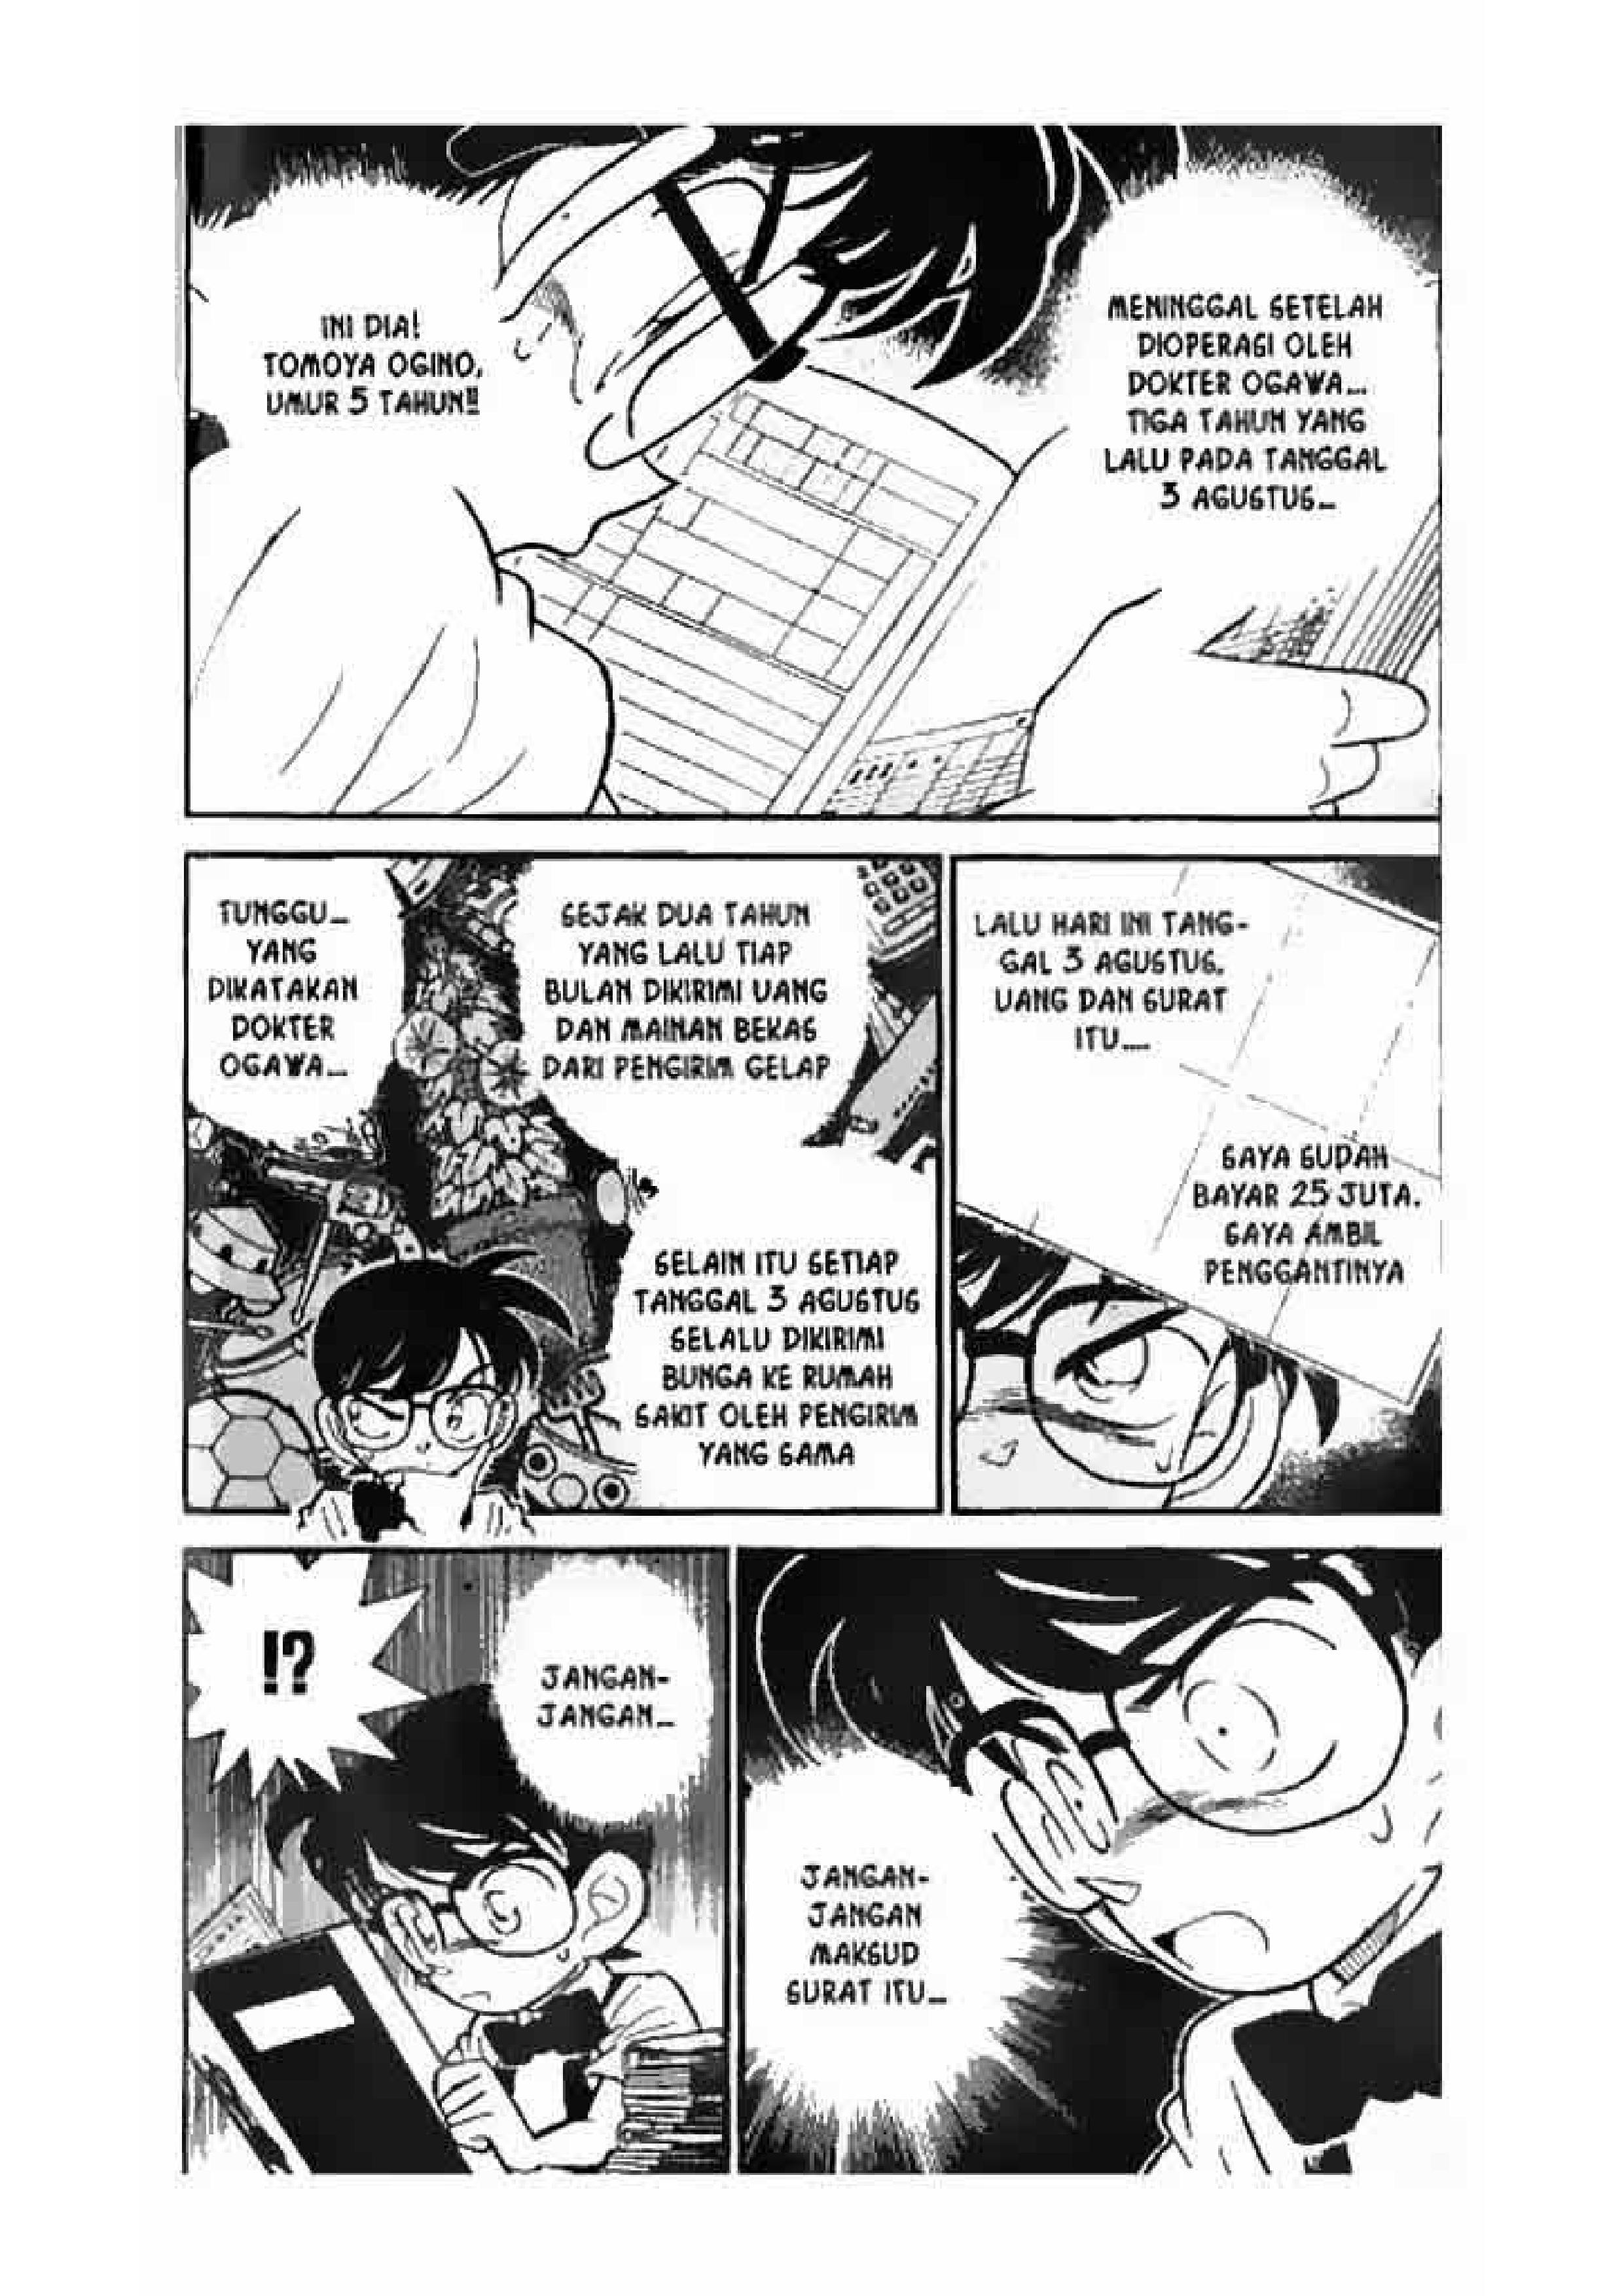 INI DIA!
TOMOYA OGINO,
UMUR 5 TAHUN!!
MENINGGAL SETELAH
DIOPERASI OLEH
DOKTER OGAWA...
TIGA TAHUN YANG
LALU PADA TANGGAL
3 AGUSTUS...
TUNGGU...
YANG
DIKATAKAN
DOKTER
OGAWA...
SEJAK DUA TAHUN
YANG LALU TIAP
BULAN DIKIRIMI UANG
DAN MAINAN BEKAS
DARI PENGIRIM GELAP
SELAIN ITU SETIAP
TANGGAL 3 AGUSTUS
SELALU DIKIRIMI
BUNGA KE RUMAH
SAKIT OLEH PENGIRIM
YANG SAMA
LALU HARI INI TANG-
GAL 3 AGUSTUS.
UANG DAN SURAT
ITU....
SAYA SUDAH
BAYAR 25 JUTA.
SAYA AMBIL
PENGGANTINYA
!?
JANGAN-
JANGAN...
JANGAN-
JANGAN
MAKSUD
SURAT ITU...